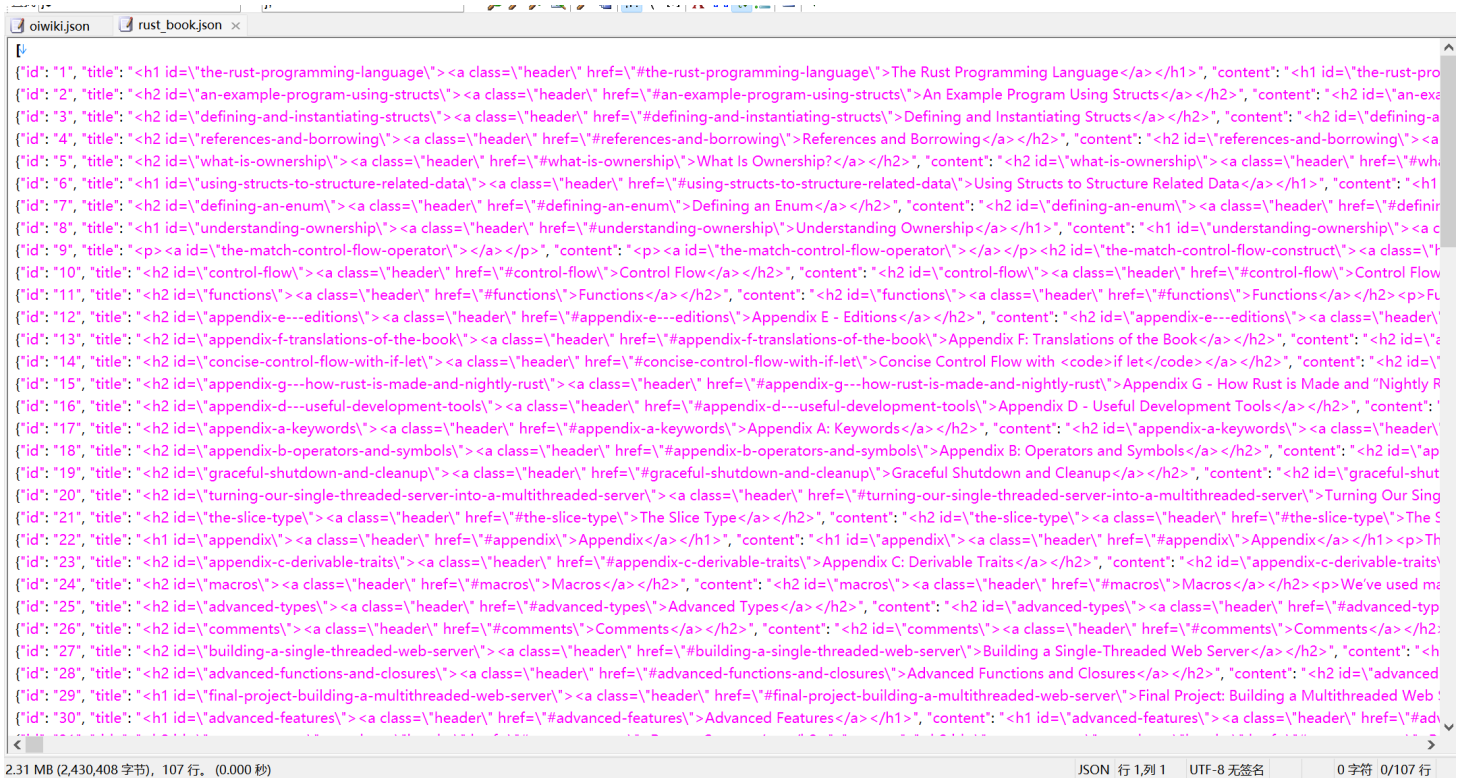 oiwiki.json rust_book.json
[
{"id": "1", "title": "<h1 id=\"the-rust-programming-language\"><a class=\"header\" href=\"#the-rust-programming-language\">The Rust Programming Language</a></h1>", "content": "<h1 id=\"the-rust-pro
{"id": "2", "title": "<h2 id=\"an-example-program-using-structs\"><a class=\"header\" href=\"#an-example-program-using-structs\">An Example Program Using Structs</a></h2>", "content": "<h2 id=\"an-exa
{"id": "3", "title": "<h2 id=\"defining-and-instantiating-structs\"><a class=\"header\" href=\"#defining-and-instantiating-structs\">Defining and Instantiating Structs</a></h2>", "content": "<h2 id=\"defining-a
{"id": "4", "title": "<h2 id=\"references-and-borrowing\"><a class=\"header\" href=\"#references-and-borrowing\">References and Borrowing</a></h2>", "content": "<h2 id=\"references-and-borrowing\"><a
{"id": "5", "title": "<h2 id=\"what-is-ownership\"><a class=\"header\" href=\"#what-is-ownership\">What Is Ownership?</a></h2>", "content": "<h2 id=\"what-is-ownership\"><a class=\"header\" href=\"#wha
{"id": "6", "title": "<h1 id=\"using-structs-to-structure-related-data\"><a class=\"header\" href=\"#using-structs-to-structure-related-data\">Using Structs to Structure Related Data</a></h1>", "content": "<h1
{"id": "7", "title": "<h2 id=\"defining-an-enum\"><a class=\"header\" href=\"#defining-an-enum\">Defining an Enum</a></h2>", "content": "<h2 id=\"defining-an-enum\"><a class=\"header\" href=\"#definin
{"id": "8", "title": "<h1 id=\"understanding-ownership\"><a class=\"header\" href=\"#understanding-ownership\">Understanding Ownership</a></h1>", "content": "<h1 id=\"understanding-ownership\"><a c
{"id": "9", "title": "<p><a id=\"the-match-control-flow-operator\"></a></p>", "content": "<p><a id=\"the-match-control-flow-operator\"></a></p><h2 id=\"the-match-control-flow-construct\"><a class=\"h
{"id": "10", "title": "<h2 id=\"control-flow\"><a class=\"header\" href=\"#control-flow\">Control Flow</a></h2>", "content": "<h2 id=\"control-flow\"><a class=\"header\" href=\"#control-flow\">Control Flow
{"id": "11", "title": "<h2 id=\"functions\"><a class=\"header\" href=\"#functions\">Functions</a></h2>", "content": "<h2 id=\"functions\"><a class=\"header\" href=\"#functions\">Functions</a></h2><p>Fu
{"id": "12", "title": "<h2 id=\"appendix-e---editions\"><a class=\"header\" href=\"#appendix-e---editions\">Appendix E - Editions</a></h2>", "content": "<h2 id=\"appendix-e---editions\"><a class=\"header\"
{"id": "13", "title": "<h2 id=\"appendix-f-translations-of-the-book\"><a class=\"header\" href=\"#appendix-f-translations-of-the-book\">Appendix F: Translations of the Book</a></h2>", "content": "<h2 id=\"a
{"id": "14", "title": "<h2 id=\"concise-control-flow-with-if-let\"><a class=\"header\" href=\"#concise-control-flow-with-if-let\">Concise Control Flow with <code>if let</code></a></h2>", "content": "<h2 id=\"
{"id": "15", "title": "<h2 id=\"appendix-g---how-rust-is-made-and-nightly-rust\"><a class=\"header\" href=\"#appendix-g---how-rust-is-made-and-nightly-rust\">Appendix G - How Rust is Made and “Nightly R
{"id": "16", "title": "<h2 id=\"appendix-d---useful-development-tools\"><a class=\"header\" href=\"#appendix-d---useful-development-tools\">Appendix D - Useful Development Tools</a></h2>", "content": "
{"id": "17", "title": "<h2 id=\"appendix-a-keywords\"><a class=\"header\" href=\"#appendix-a-keywords\">Appendix A: Keywords</a></h2>", "content": "<h2 id=\"appendix-a-keywords\"><a class=\"header\"
{"id": "18", "title": "<h2 id=\"appendix-b-operators-and-symbols\"><a class=\"header\" href=\"#appendix-b-operators-and-symbols\">Appendix B: Operators and Symbols</a></h2>", "content": "<h2 id=\"ap
{"id": "19", "title": "<h2 id=\"graceful-shutdown-and-cleanup\"><a class=\"header\" href=\"#graceful-shutdown-and-cleanup\">Graceful Shutdown and Cleanup</a></h2>", "content": "<h2 id=\"graceful-shut
{"id": "20", "title": "<h2 id=\"turning-our-single-threaded-server-into-a-multithreaded-server\"><a class=\"header\" href=\"#turning-our-single-threaded-server-into-a-multithreaded-server\">Turning Our Sing
{"id": "21", "title": "<h2 id=\"the-slice-type\"><a class=\"header\" href=\"#the-slice-type\">The Slice Type</a></h2>", "content": "<h2 id=\"the-slice-type\"><a class=\"header\" href=\"#the-slice-type\">The S
{"id": "22", "title": "<h1 id=\"appendix\"><a class=\"header\" href=\"#appendix\">Appendix</a></h1>", "content": "<h1 id=\"appendix\"><a class=\"header\" href=\"#appendix\">Appendix</a></h1><p>Th
{"id": "23", "title": "<h2 id=\"appendix-c-derivable-traits\"><a class=\"header\" href=\"#appendix-c-derivable-traits\">Appendix C: Derivable Traits</a></h2>", "content": "<h2 id=\"appendix-c-derivable-traits\
{"id": "24", "title": "<h2 id=\"macros\"><a class=\"header\" href=\"#macros\">Macros</a></h2>", "content": "<h2 id=\"macros\"><a class=\"header\" href=\"#macros\">Macros</a></h2><p>We’ve used ma
{"id": "25", "title": "<h2 id=\"advanced-types\"><a class=\"header\" href=\"#advanced-types\">Advanced Types</a></h2>", "content": "<h2 id=\"advanced-types\"><a class=\"header\" href=\"#advanced-typ
{"id": "26", "title": "<h2 id=\"comments\"><a class=\"header\" href=\"#comments\">Comments</a></h2>", "content": "<h2 id=\"comments\"><a class=\"header\" href=\"#comments\">Comments</a></h2>
{"id": "27", "title": "<h2 id=\"building-a-single-threaded-web-server\"><a class=\"header\" href=\"#building-a-single-threaded-web-server\">Building a Single-Threaded Web Server</a></h2>", "content": "<h
{"id": "28", "title": "<h2 id=\"advanced-functions-and-closures\"><a class=\"header\" href=\"#advanced-functions-and-closures\">Advanced Functions and Closures</a></h2>", "content": "<h2 id=\"advanced
{"id": "29", "title": "<h1 id=\"final-project-building-a-multithreaded-web-server\"><a class=\"header\" href=\"#final-project-building-a-multithreaded-web-server\">Final Project: Building a Multithreaded Web
{"id": "30", "title": "<h1 id=\"advanced-features\"><a class=\"header\" href=\"#advanced-features\">Advanced Features</a></h1>", "content": "<h1 id=\"advanced-features\"><a class=\"header\" href=\"#adv
2.31 MB (2,430,408 字节)，107 行。 (0.000 秒) JSON 行 1,列 1 UTF-8 无签名 0 字符 0/107 行